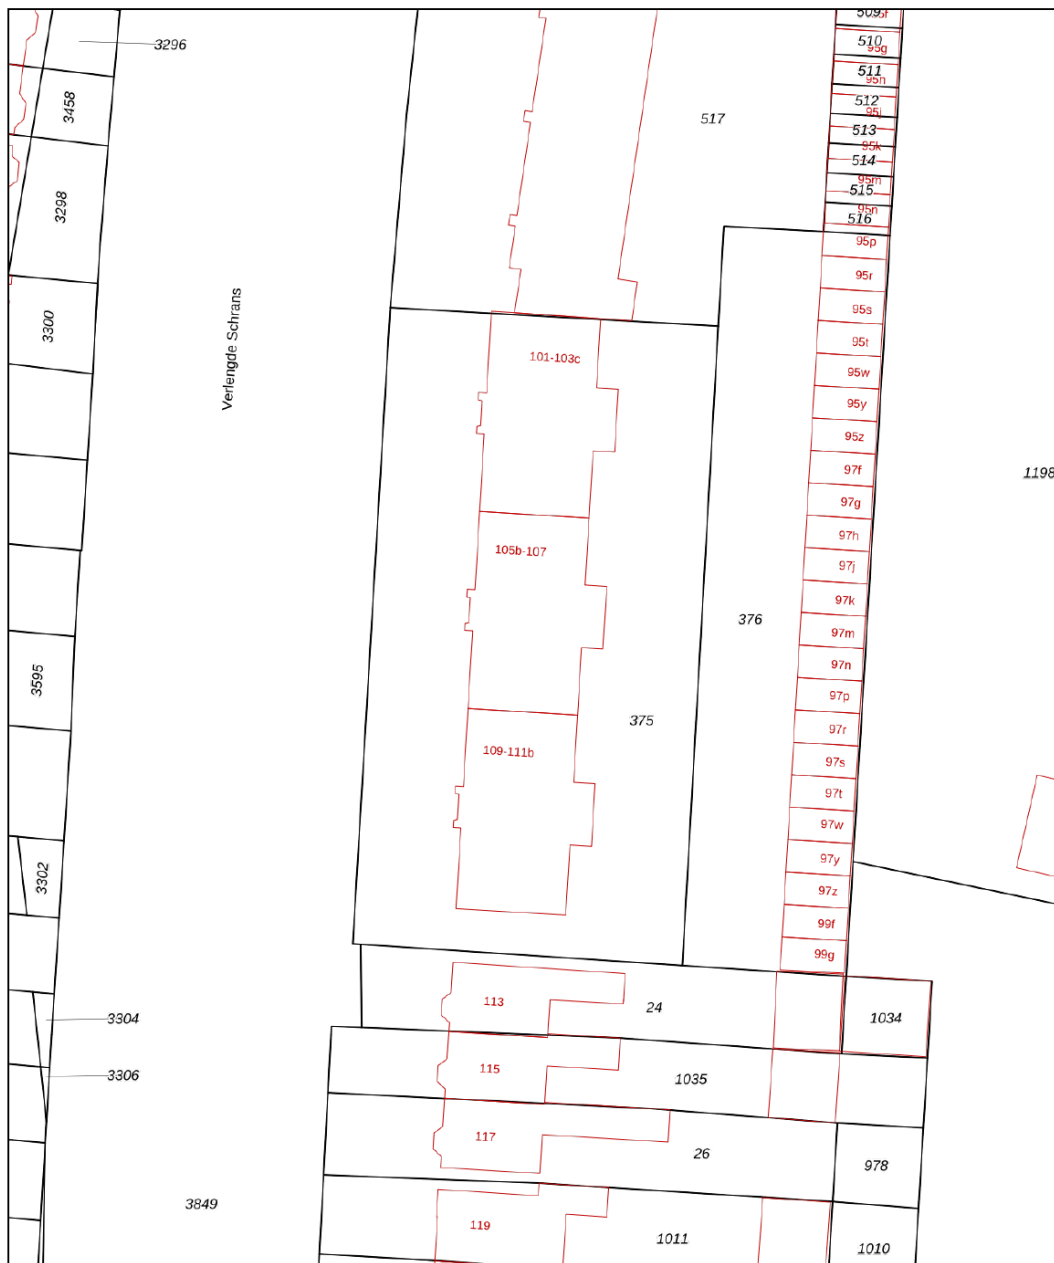 509
95f
3296
510
95g
511
95h
3458
512
95j
517
513
95k
514
95m
515
3298
95n
516
95p
95r
95s
3300
Verlengde Schrans
95t
101-103c
95w
95y
95z
97f
1198
97g
97h
105b-107
97j
97k
376
97m
97n
3595
97p
375
97r
109-111b
97s
97t
97w
97y
3302
97z
99f
99g
113
24
3304
1034
115
3306
1035
117
26
978
3849
119
1011
1010